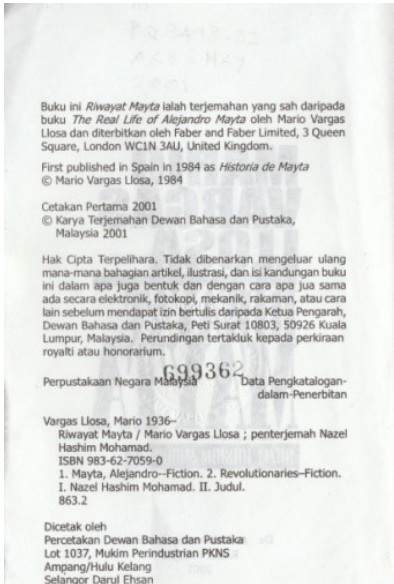 Buku ini Riwayat Mayta ialah terjemahan yang sah daripada
buku The Real Life of Alejandro Mayta oleh Mario Vargas
Llosa dan diterbitkan oleh Faber and Faber Limited, 3 Queen
Square, London WC1N 3AU, United Kingdom.
First published in Spain in 1984 as Historia de Mayta
© Mario Vargas Llosa, 1984
Cetakan Pertama 2001
© Karya Terjemahan Dewan Bahasa dan Pustaka,
Malaysia 2001
Hak Cipta Terpelihara. Tidak dibenarkan mengeluar ulang
mana-mana bahagian artikel, ilustrasi, dan isi kandungan buku
ini dalam apa juga bentuk dan dengan cara apa jua sama
ada secara elektronik, fotokopi, mekanik, rakaman, atau cara
lain sebelum mendapat izin bertulis daripada Ketua Pengarah,
Dewan Bahasa dan Pustaka, Peti Surat 10803, 50926 Kuala
Lumpur, Malaysia. Perundingan tertakluk kepada perkiraan
royalti atau honorarium.
699362
Perpustakaan Negara Malaysia Data Pengkatalogan-
dalam-Penerbitan
Vargas Llosa, Mario 1936–
Riwayat Mayta / Mario Vargas Llosa ; penterjemah Nazel
Hashim Mohamad.
ISBN 983-62-7059-0
1. Mayta, Alejandro--Fiction. 2. Revolutionaries–Fiction.
I. Nazel Hashim Mohamad. II. Judul.
863.2
Dicetak oleh
Percetakan Dewan Bahasa dan Pustaka
Lot 1037, Mukim Perindustrian PKNS
Ampang/Hulu Kelang
Selangor Darul Ehsan